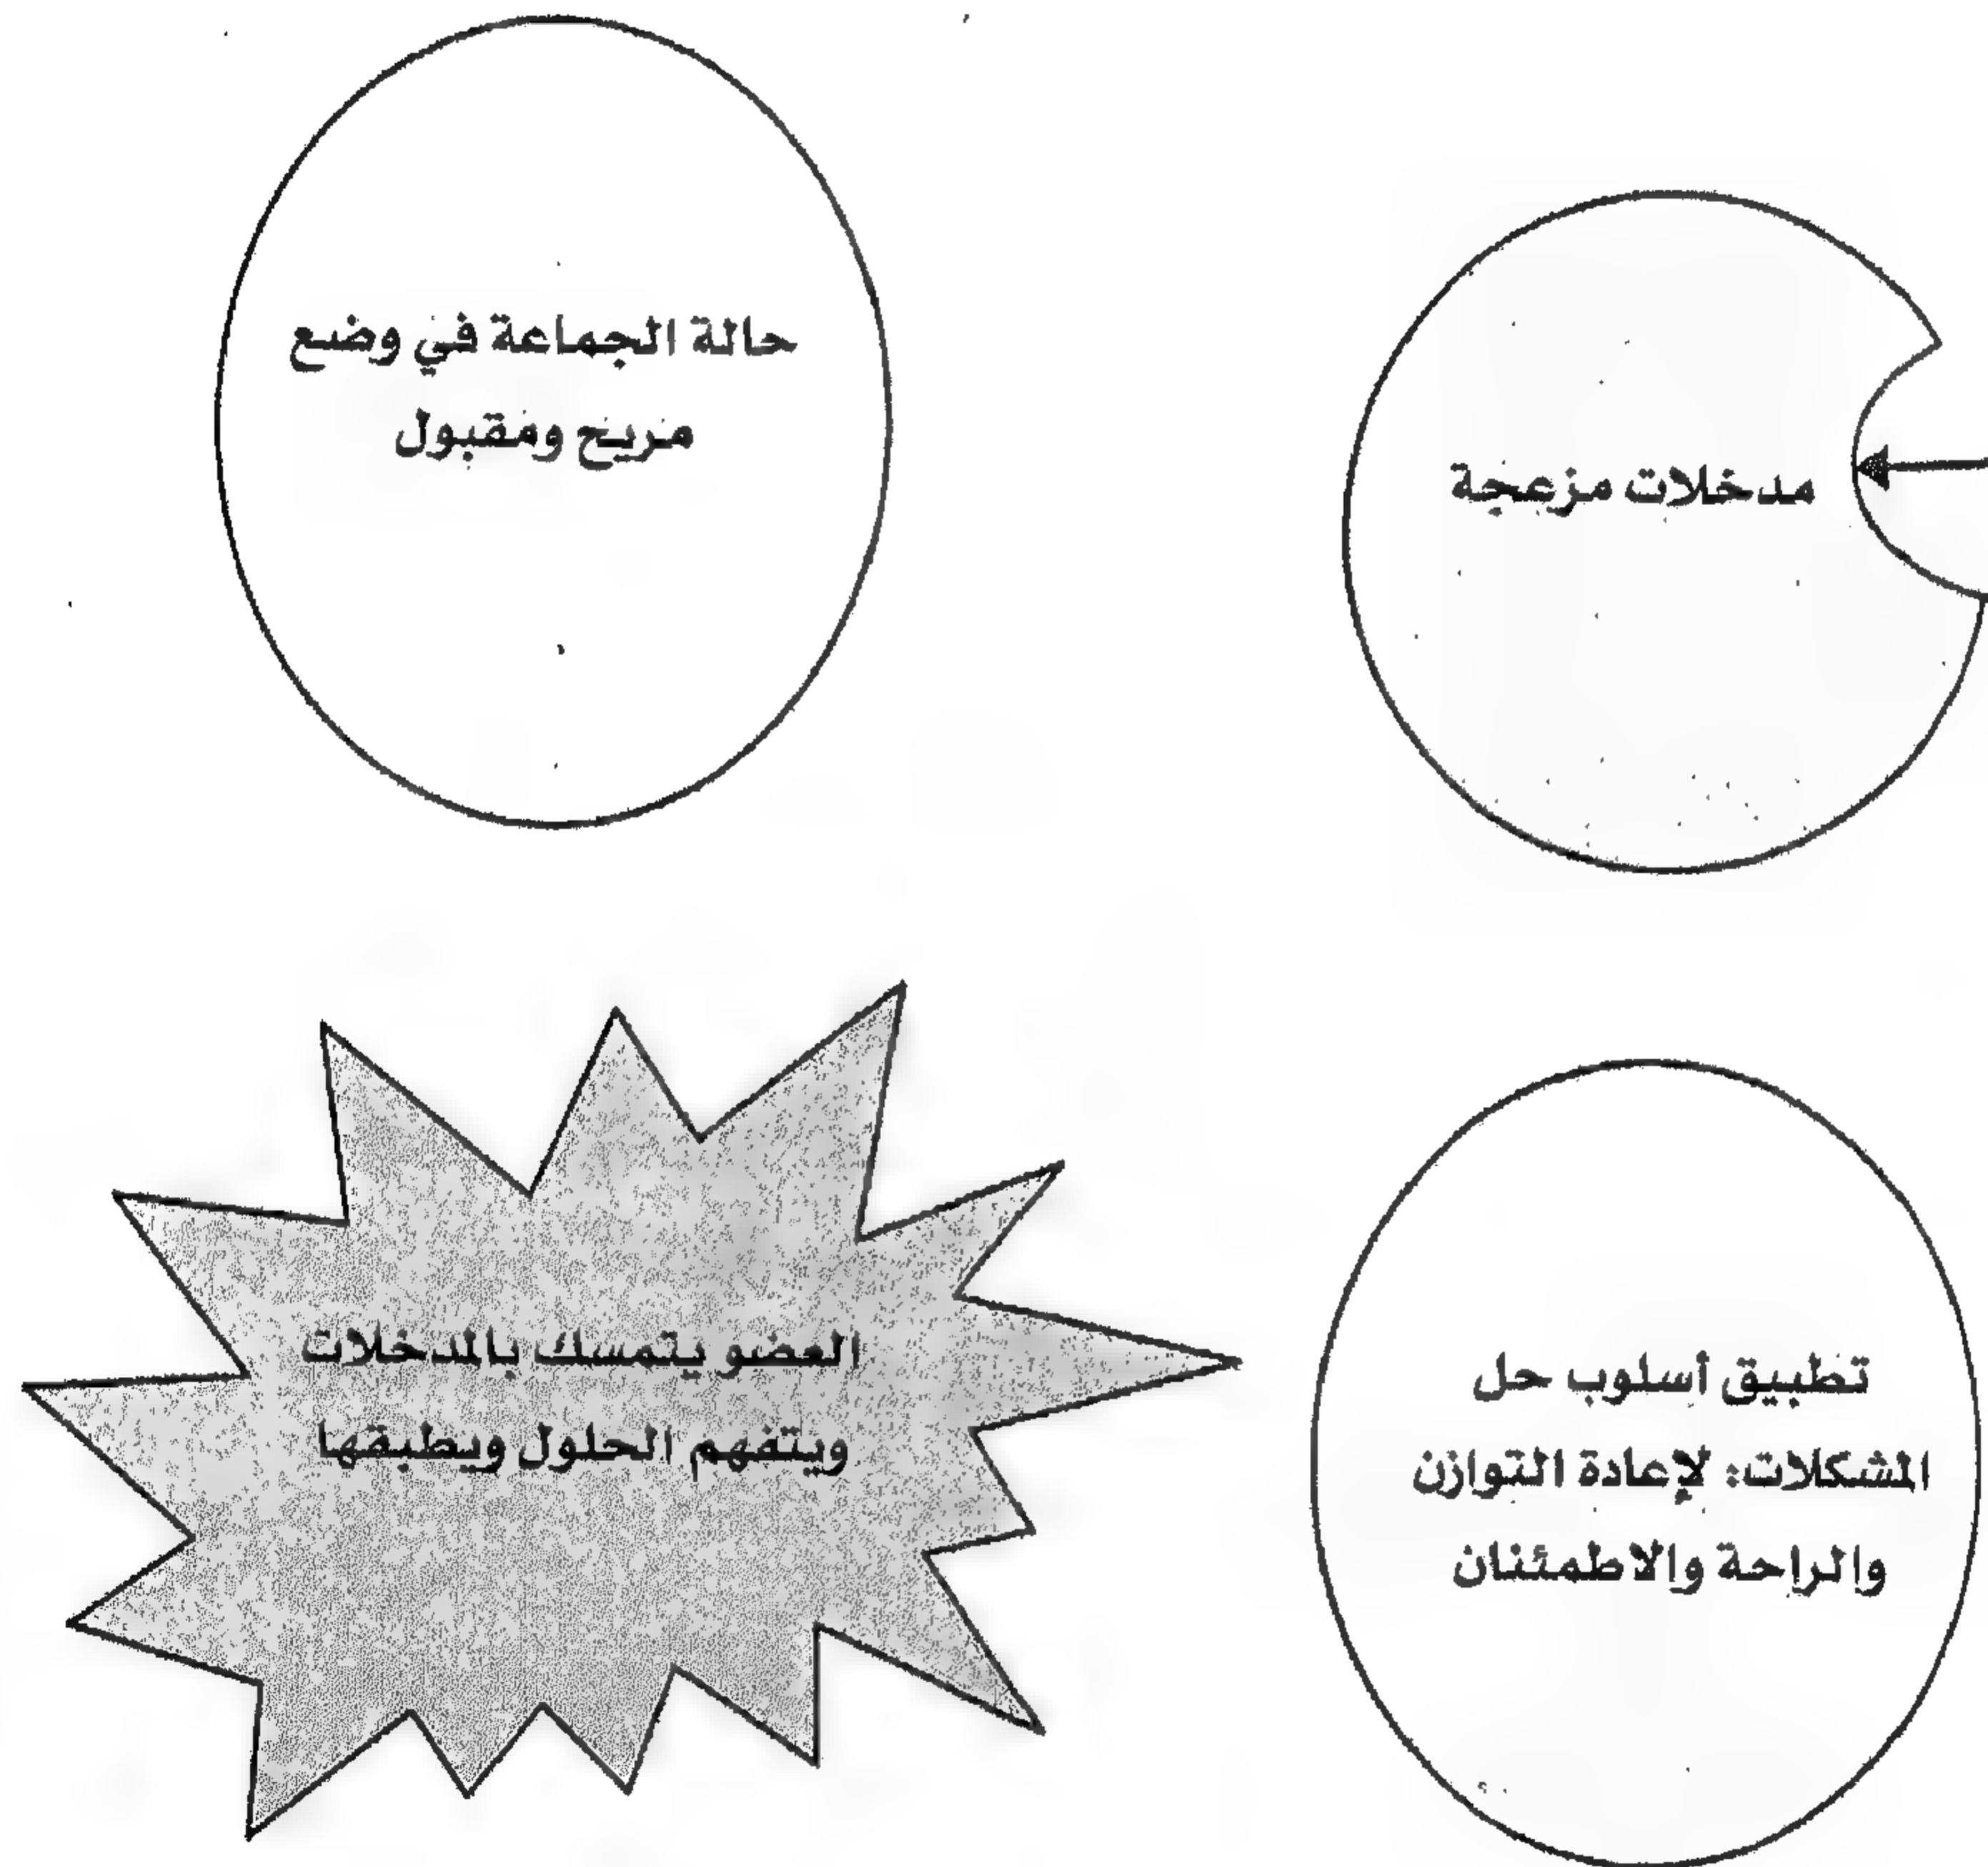 حالة الجماعة في وضع
مريح ومقبول
مدخلات مزعجة
العضو يتمسك بالمدخلات
ويتفهم الحلول ويطبقها
تطبيق أسلوب حل
المشكلات: لإعادة التوازن
والراحة والاطمئنان